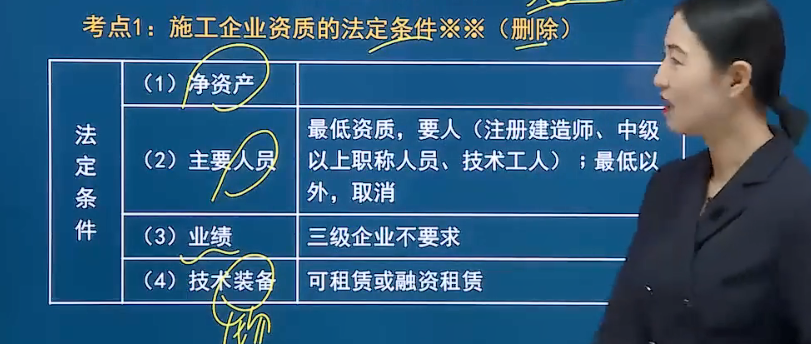 考点1：施工企业资质的法定条件※※（删除）
法定条件
（1）净资产
（2）主要人员
最低资质，要人（注册建造师、中级
以上职称人员、技术工人）；最低以
外，取消
（3）业绩
三级企业不要求
（4）技术装备
可租赁或融资租赁